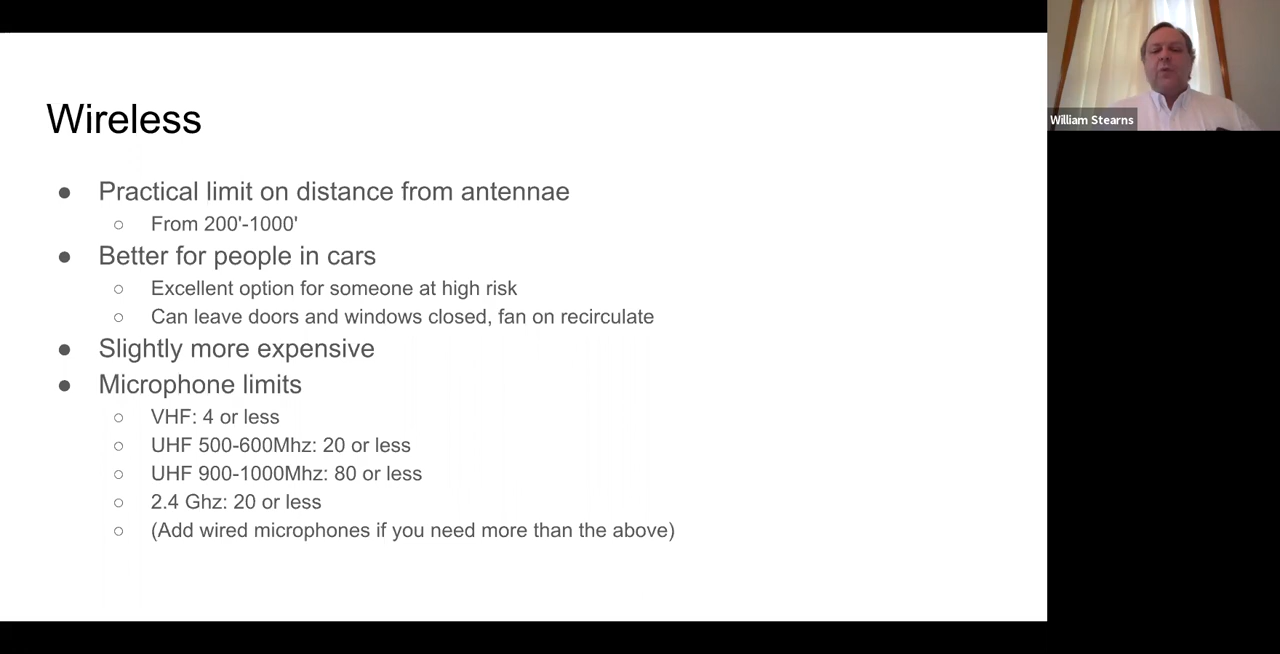 Wireless
● Practical limit on distance from antennae
○ From 200'-1000'
● Better for people in cars
○ Excellent option for someone at high risk
○ Can leave doors and windows closed, fan on recirculate
● Slightly more expensive
● Microphone limits
○ VHF: 4 or less
○ UHF 500-600Mhz: 20 or less
○ UHF 900-1000Mhz: 80 or less
○ 2.4 Ghz: 20 or less
○ (Add wired microphones if you need more than the above)
William Stearns